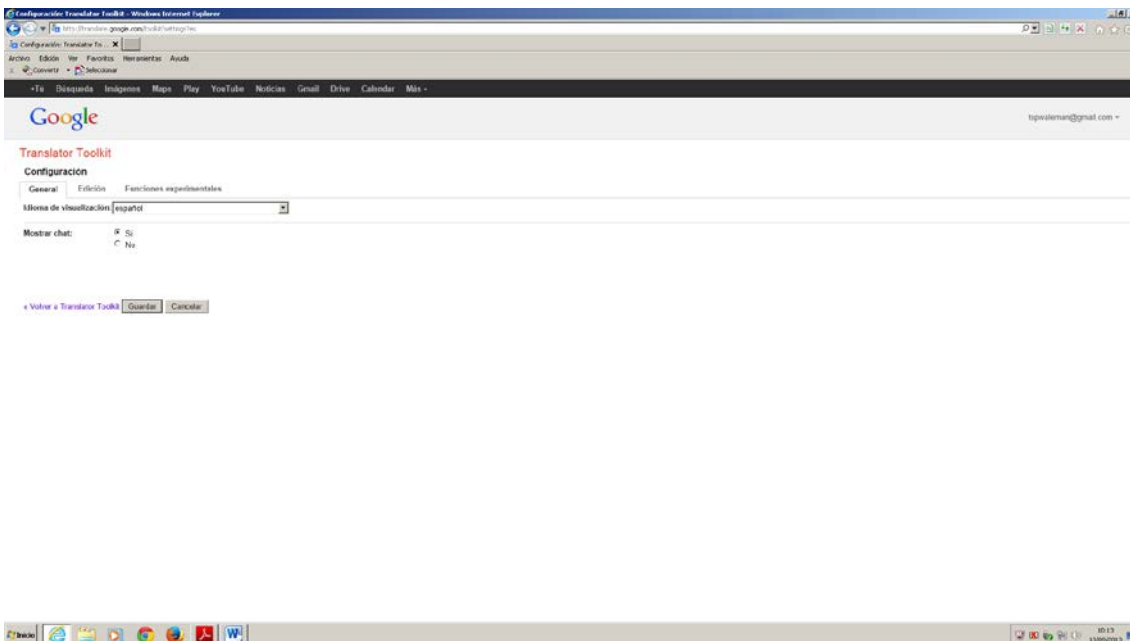 Configuración: Translator Toolkit - Windows Internet Explorer
Configuración: Translator To...
Archivo Edición Ver Favoritos Herramientas Ayuda
Convertir Seleccionar
+Tú Búsqueda Imágenes Maps Play YouTube Noticias Gmail Drive Calendar Más
Google
Translator Toolkit
Configuración
General Edición Funciones experimentales
Idioma de visualización: español
Mostrar chat: Sí
No
« Volver a Translator Toolkit Guardar Cancelar
Inicio
10:13